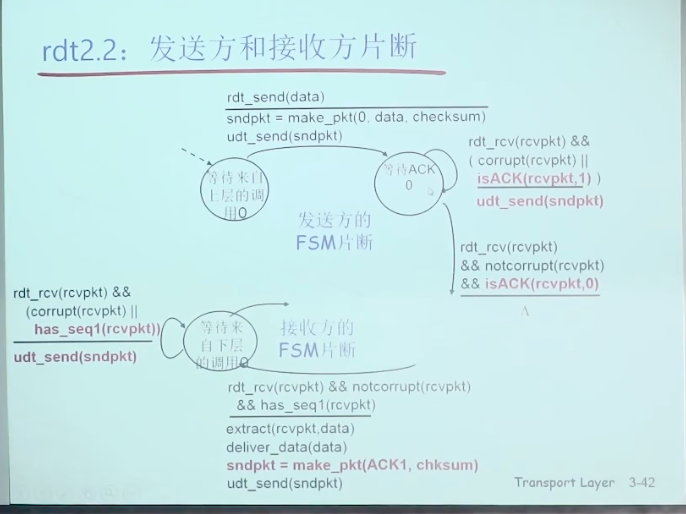 rdt2.2：发送方和接收方片断
rdt_send(data)
sndpkt = make_pkt(0, data, checksum)
udt_send(sndpkt)
等待来自
上层的调
用0
等待ACK
0
rdt_rcv(rcvpkt) &&
( corrupt(rcvpkt) ||
isACK(rcvpkt,1) )
udt_send(sndpkt)
发送方的
FSM片断
rdt_rcv(rcvpkt)
&& notcorrupt(rcvpkt)
&& isACK(rcvpkt,0)
Λ
rdt_rcv(rcvpkt) &&
(corrupt(rcvpkt) ||
has_seq1(rcvpkt))
udt_send(sndpkt)
等待来
自下层
的调用0
接收方的
FSM片断
rdt_rcv(rcvpkt) && notcorrupt(rcvpkt)
&& has_seq1(rcvpkt)
extract(rcvpkt,data)
deliver_data(data)
sndpkt = make_pkt(ACK1, chksum)
udt_send(sndpkt)
Transport Layer 3-42